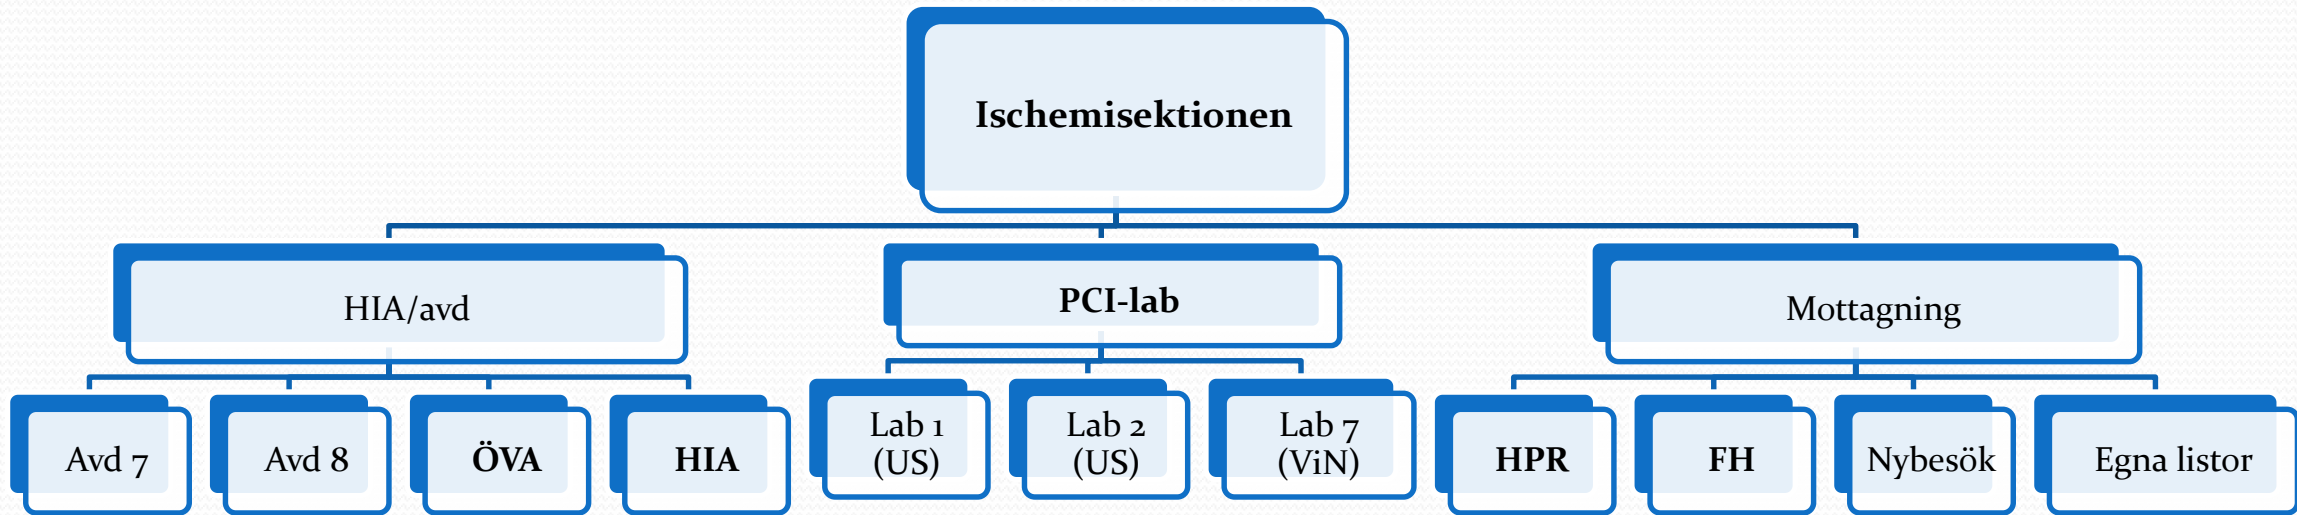 Ischemisektionen
HIA/avd
PCI-lab
Mottagning
Avd 7
Avd 8
ÖVA
HIA
Lab 1
(US)
Lab 2
(US)
Lab 7
(ViN)
HPR
FH
Nybesök
Egna listor